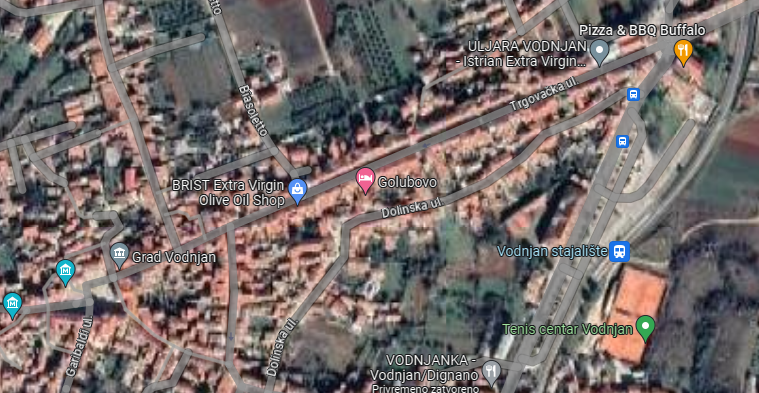 Pizza & BBQ Buffalo
ULJARA VODNJAN
- Istrian Extra Virgin...
Trgovačka ul.
Biasoletto
BRIST Extra Virgin
Olive Oil Shop
Golubovo
Dolinska ul.
Grad Vodnjan
Vodnjan stajalište
Garibaldi ul.
Dolinska ul.
Tenis centar Vodnjan
VODNJANKA -
Vodnjan/Dignano
Privremeno zatvoreno